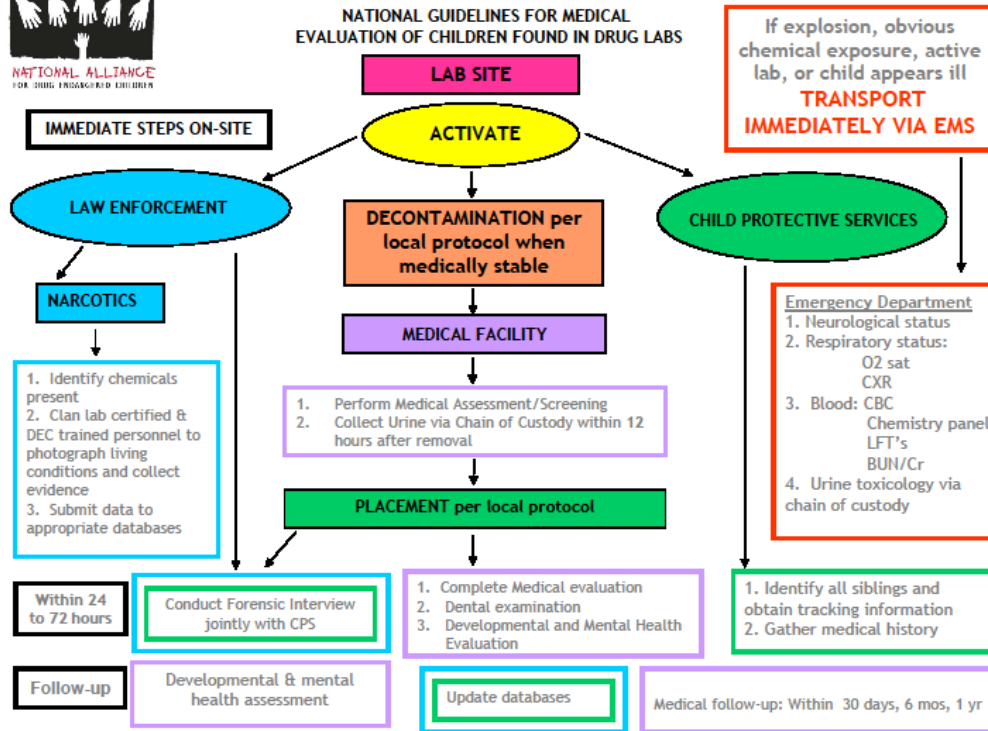 NATIONAL ALLIANCE
FOR DRUG ENDANGERED CHILDREN
NATIONAL GUIDELINES FOR MEDICAL
EVALUATION OF CHILDREN FOUND IN DRUG LABS
If explosion, obvious
chemical exposure, active
lab, or child appears ill
TRANSPORT
IMMEDIATELY VIA EMS
LAB SITE
IMMEDIATE STEPS ON-SITE
ACTIVATE
LAW ENFORCEMENT
DECONTAMINATION per
local protocol when
medically stable
CHILD PROTECTIVE SERVICES
NARCOTICS
MEDICAL FACILITY
Emergency Department
1. Neurological status
2. Respiratory status:
O2 sat
CXR
3. Blood: CBC
Chemistry panel
LFT's
BUN/Cr
4. Urine toxicology via
chain of custody
1. Identify chemicals
present
2. Clan lab certified &
DEC trained personnel to
photograph living
conditions and collect
evidence
3. Submit data to
appropriate databases
1. Perform Medical Assessment/Screening
2. Collect Urine via Chain of Custody within 12
hours after removal
PLACEMENT per local protocol
Within 24
to 72 hours
Conduct Forensic Interview
jointly with CPS
1. Complete Medical evaluation
2. Dental examination
3. Developmental and Mental Health
Evaluation
1. Identify all siblings and
obtain tracking information
2. Gather medical history
Follow-up
Developmental & mental
health assessment
Update databases
Medical follow-up: Within 30 days, 6 mos, 1 yr